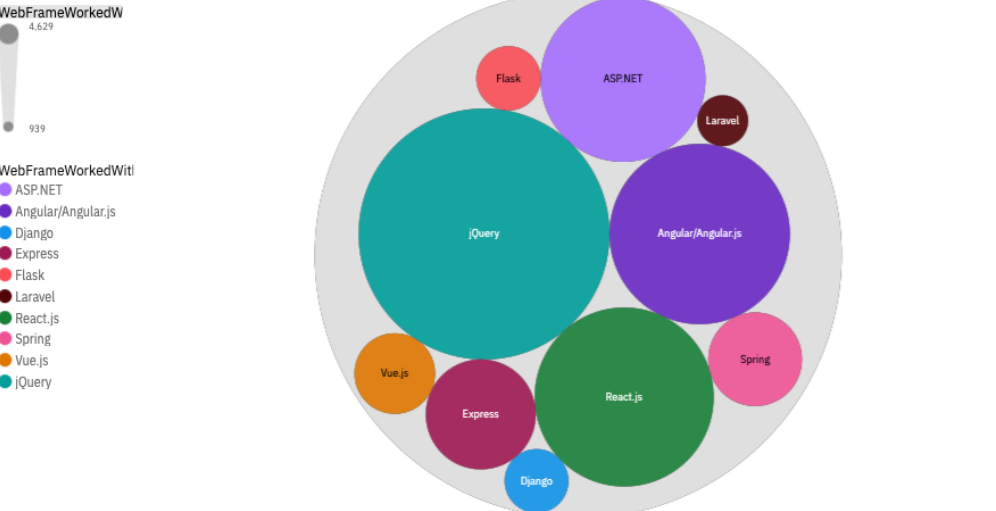 WebFrameWorkedW
4,629
939
WebFrameWorkedWitl
ASP.NET
Angular/Angular.js
Django
Express
Flask
Laravel
React.js
Spring
Vue.js
jQuery
Flask
ASP.NET
Laravel
jQuery
Angular/Angular.js
Spring
Vue.js
React.js
Express
Django